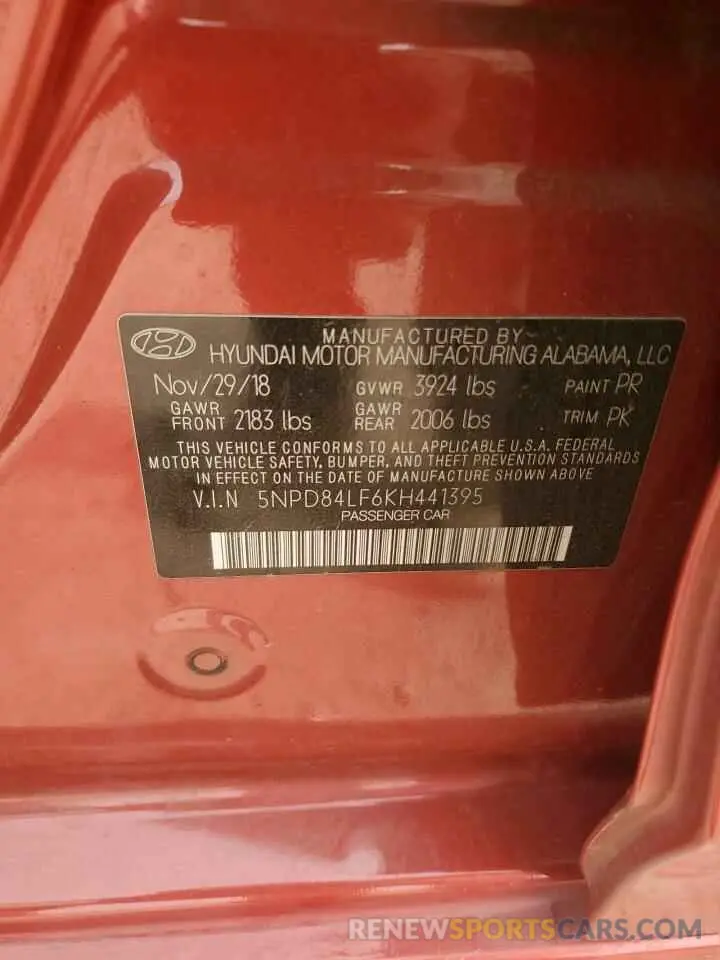 MANUFACTURED BY
HYUNDAI MOTOR MANUFACTURING ALABAMA, LLC
Nov/29/18 GVWR 3924 lbs PAINT PR
GAWR FRONT 2183 lbs GAWR REAR 2006 lbs TRIM PK
THIS VEHICLE CONFORMS TO ALL APPLICABLE U.S.A. FEDERAL
MOTOR VEHICLE SAFETY, BUMPER, AND THEFT PREVENTION STANDARDS
IN EFFECT ON THE DATE OF MANUFACTURE SHOWN ABOVE
V.I.N 5NPD84LF6KH441395
PASSENGER CAR
RENEWSPORTSCARS.COM